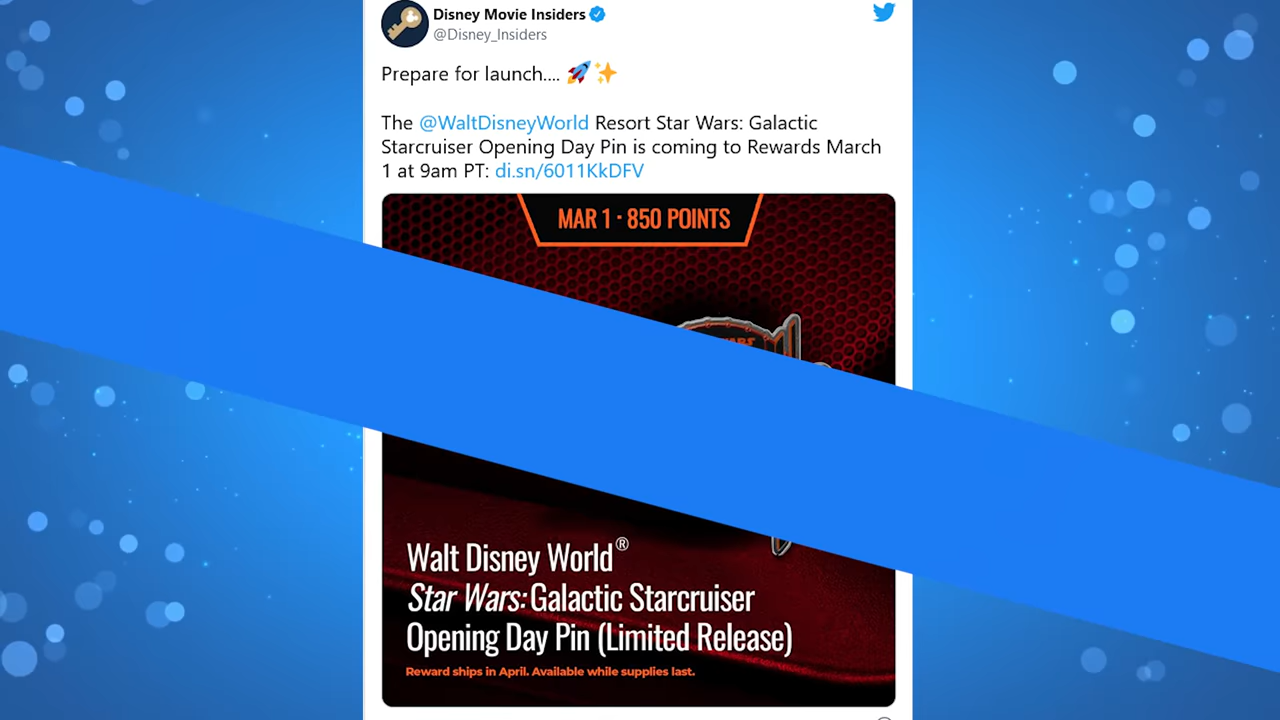 Disney Movie Insiders
@Disney_Insiders
Prepare for launch....
The @WaltDisneyWorld Resort Star Wars: Galactic
Starcruiser Opening Day Pin is coming to Rewards March
1 at 9am PT: di.sn/6011KkDFV
MAR 1 · 850 POINTS
Walt Disney World®
Star Wars: Galactic Starcruiser
Opening Day Pin (Limited Release)
Reward ships in April. Available while supplies last.